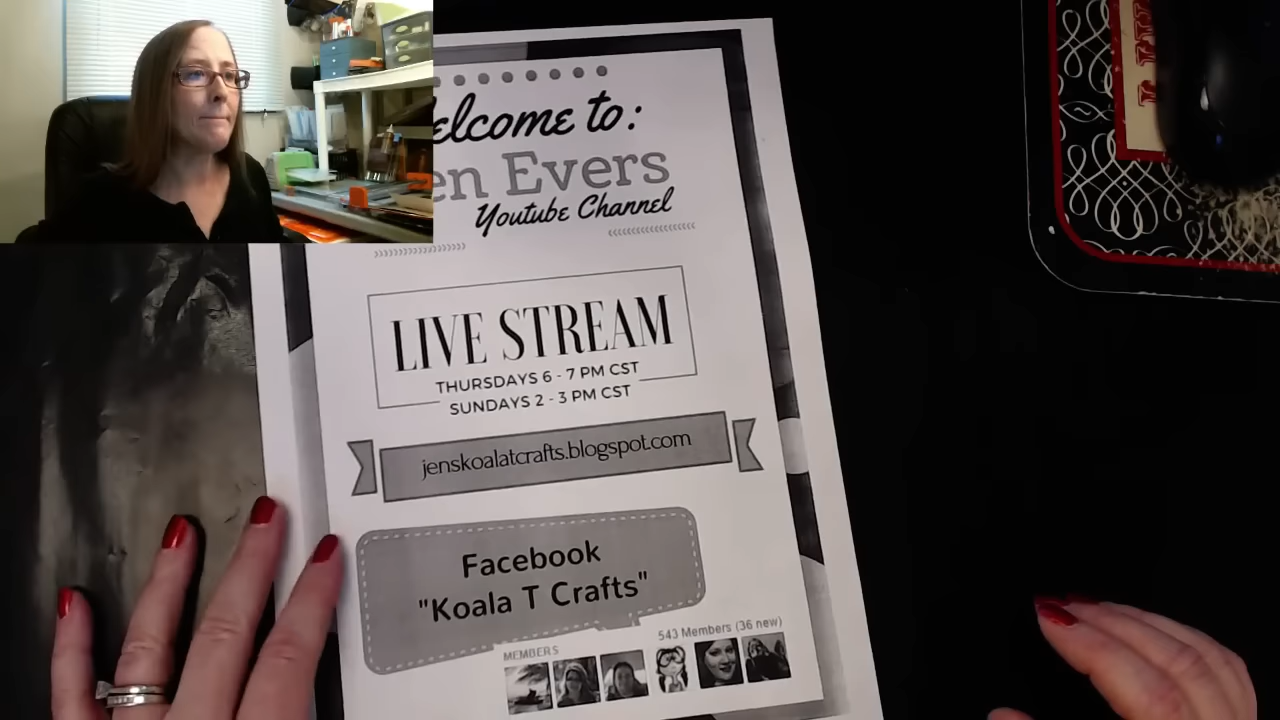 elcome to:
en Evers
Youtube Channel
LIVE STREAM
THURSDAYS 6 - 7 PM CST
SUNDAYS 2 - 3 PM CST
jenskoalatcrafts.blogspot.com
Facebook
"Koala T Crafts"
MEMBERS
543 Members (36 new)